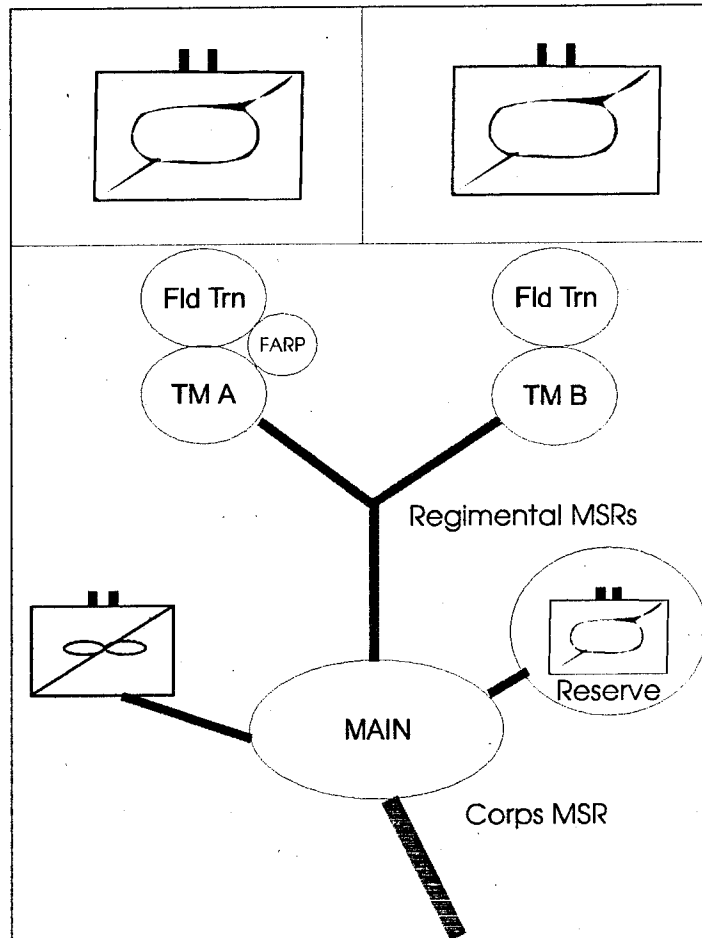 Fld Trn
Fld Trn
FARP
TM A
TM B
Regimental MSRs
Reserve
MAIN
Corps MSR